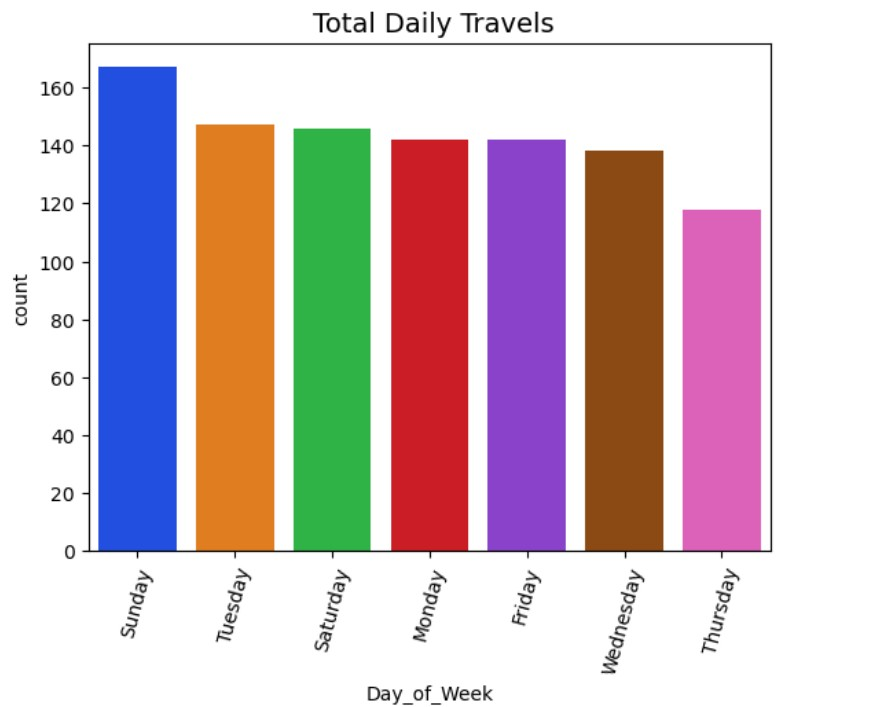 Total Daily Travels
count
160
140
120
100
80
60
40
20
0
Sunday
Tuesday
Saturday
Monday
Friday
Wednesday
Thursday
Day_of_Week